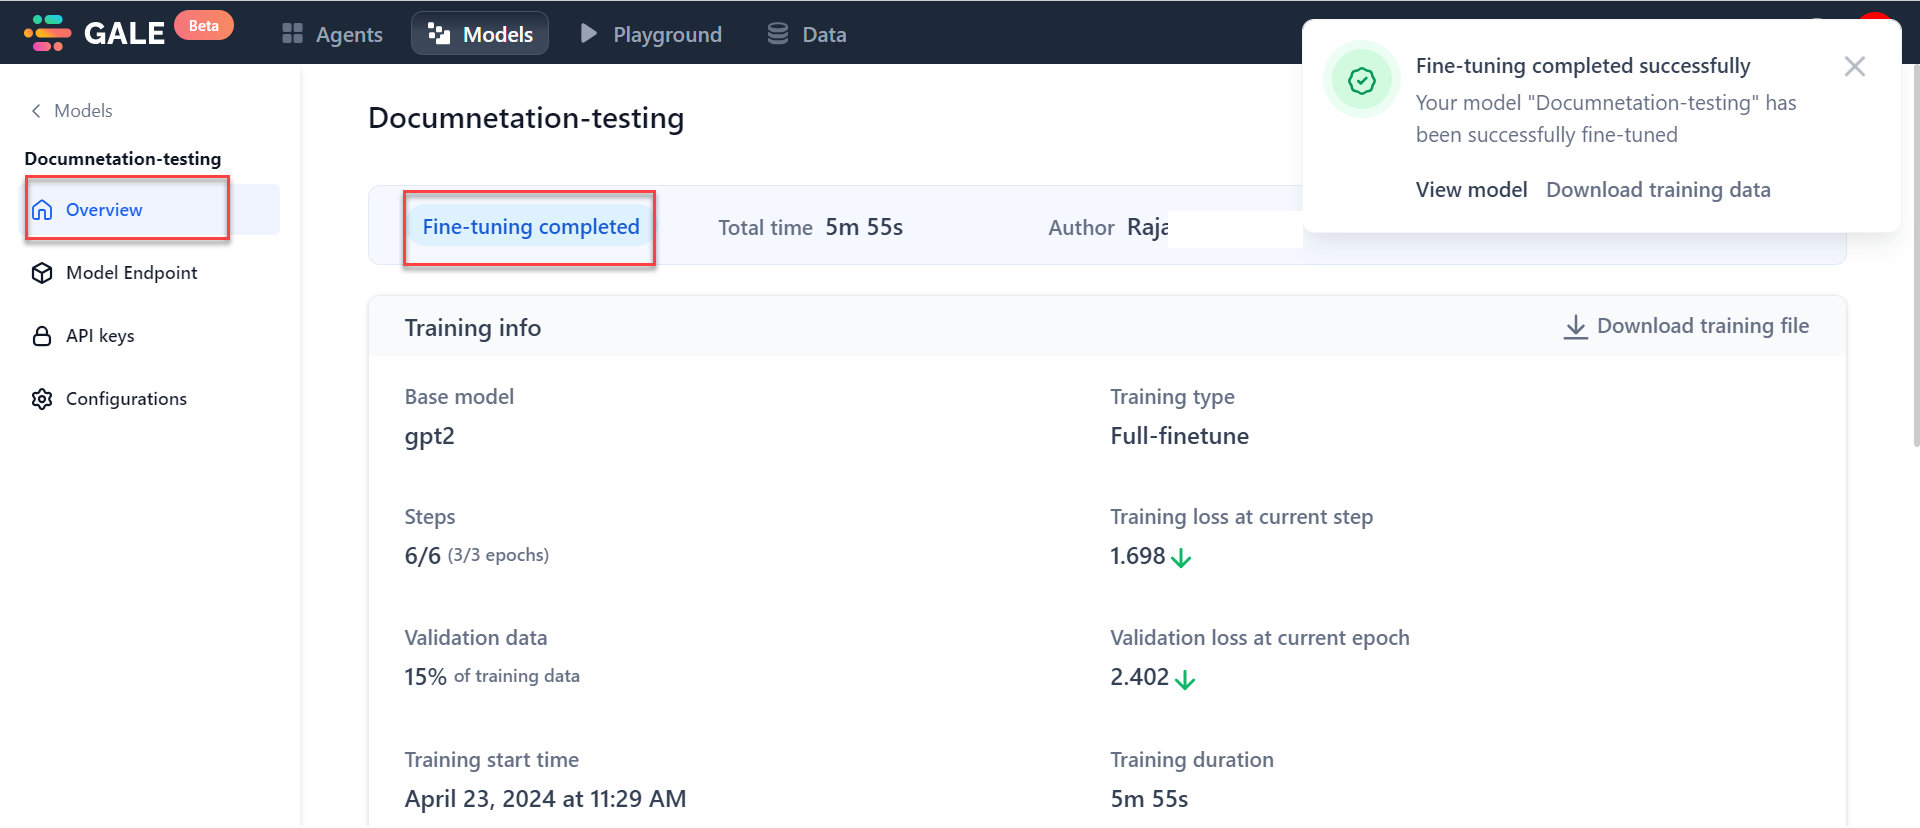 GALE Beta
Agents
Models
Playground
Data
Models
Documnetation-testing
Overview
Model Endpoint
API keys
Configurations
Documnetation-testing
Fine-tuning completed
Total time 5m 55s
Author Raja
Fine-tuning completed successfully
Your model "Documnetation-testing" has
been successfully fine-tuned
View model Download training data
Training info
Download training file
Base model
gpt2
Training type
Full-finetune
Steps
6/6 (3/3 epochs)
Training loss at current step
1.698
Validation data
15% of training data
Validation loss at current epoch
2.402
Training start time
April 23, 2024 at 11:29 AM
Training duration
5m 55s